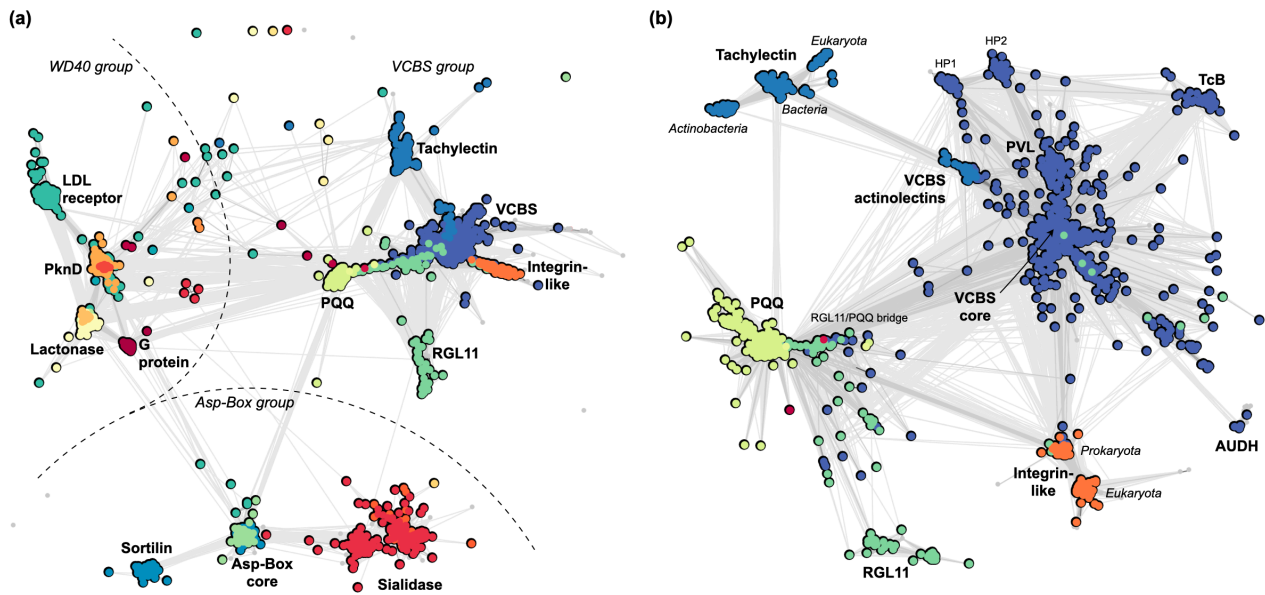 (a)
WD40 group
VCBS group
Tachylectin
LDL
receptor
VCBS
PknD
Integrin-
like
PQQ
Lactonase
G
protein
RGL11
Asp-Box group
Sortilin
Asp-Box
core
Sialidase
(b)
Eukaryota
Tachylectin
HP1
HP2
TcB
Bacteria
Actinobacteria
PVL
VCBS
actinolectins
VCBS
core
PQQ
RGL11/PQQ bridge
AUDH
Prokaryota
Integrin-
like
Eukaryota
RGL11